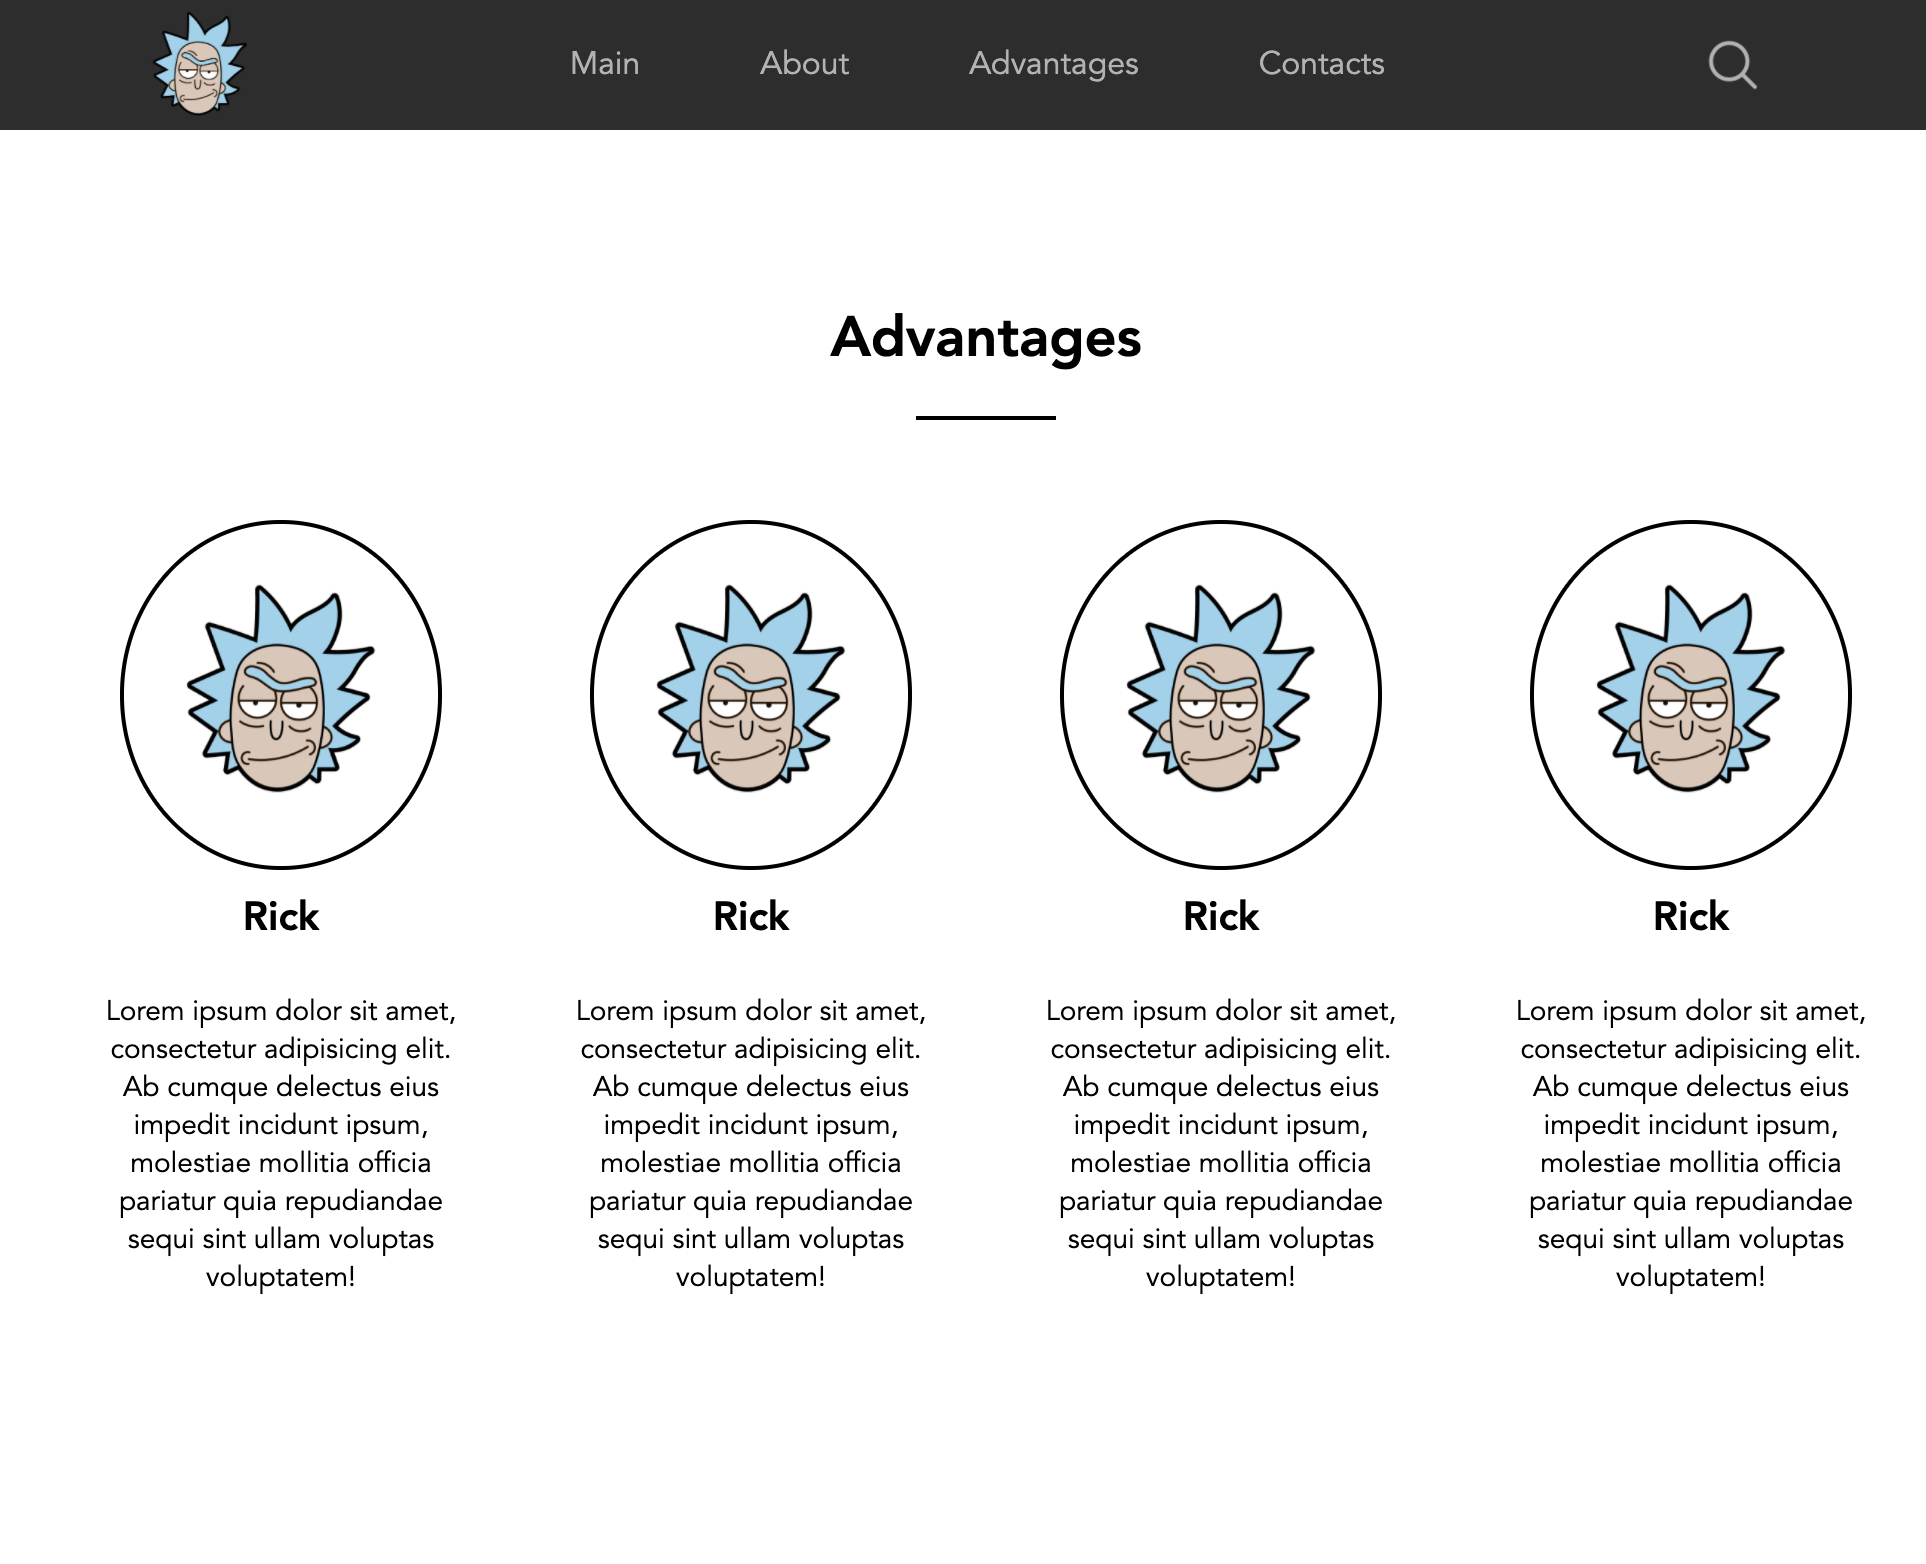 Main About Advantages Contacts
Advantages
Rick
Lorem ipsum dolor sit amet,
consectetur adipisicing elit.
Ab cumque delectus eius
impedit incidunt ipsum,
molestiae mollitia officia
pariatur quia repudiandae
sequi sint ullam voluptas
voluptatem!
Rick
Lorem ipsum dolor sit amet,
consectetur adipisicing elit.
Ab cumque delectus eius
impedit incidunt ipsum,
molestiae mollitia officia
pariatur quia repudiandae
sequi sint ullam voluptas
voluptatem!
Rick
Lorem ipsum dolor sit amet,
consectetur adipisicing elit.
Ab cumque delectus eius
impedit incidunt ipsum,
molestiae mollitia officia
pariatur quia repudiandae
sequi sint ullam voluptas
voluptatem!
Rick
Lorem ipsum dolor sit amet,
consectetur adipisicing elit.
Ab cumque delectus eius
impedit incidunt ipsum,
molestiae mollitia officia
pariatur quia repudiandae
sequi sint ullam voluptas
voluptatem!